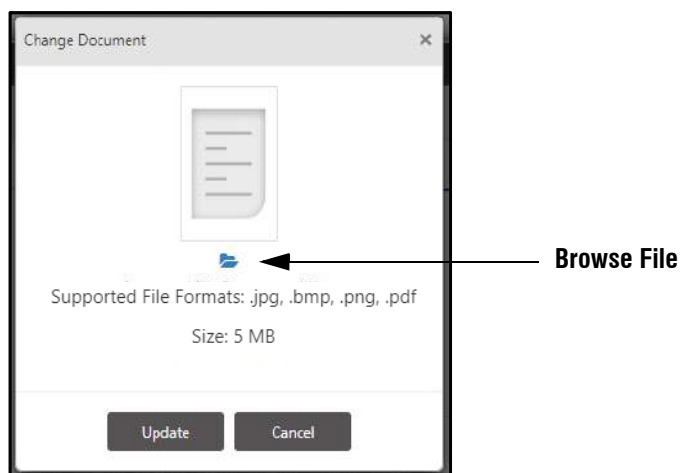 Change Document ×
Browse File
Supported File Formats: .jpg, .bmp, .png, .pdf
Size: 5 MB
Update Cancel